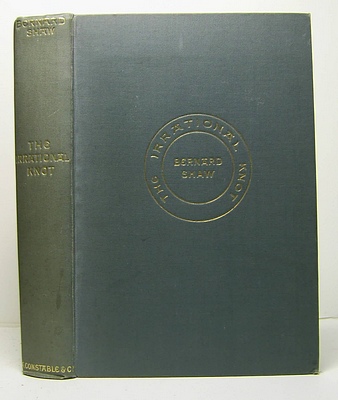 BERNARD
SHAW
THE
IRRATIONAL
KNOT
CONSTABLE & Co
THE IRRATIONAL KNOT
BERNARD
SHAW